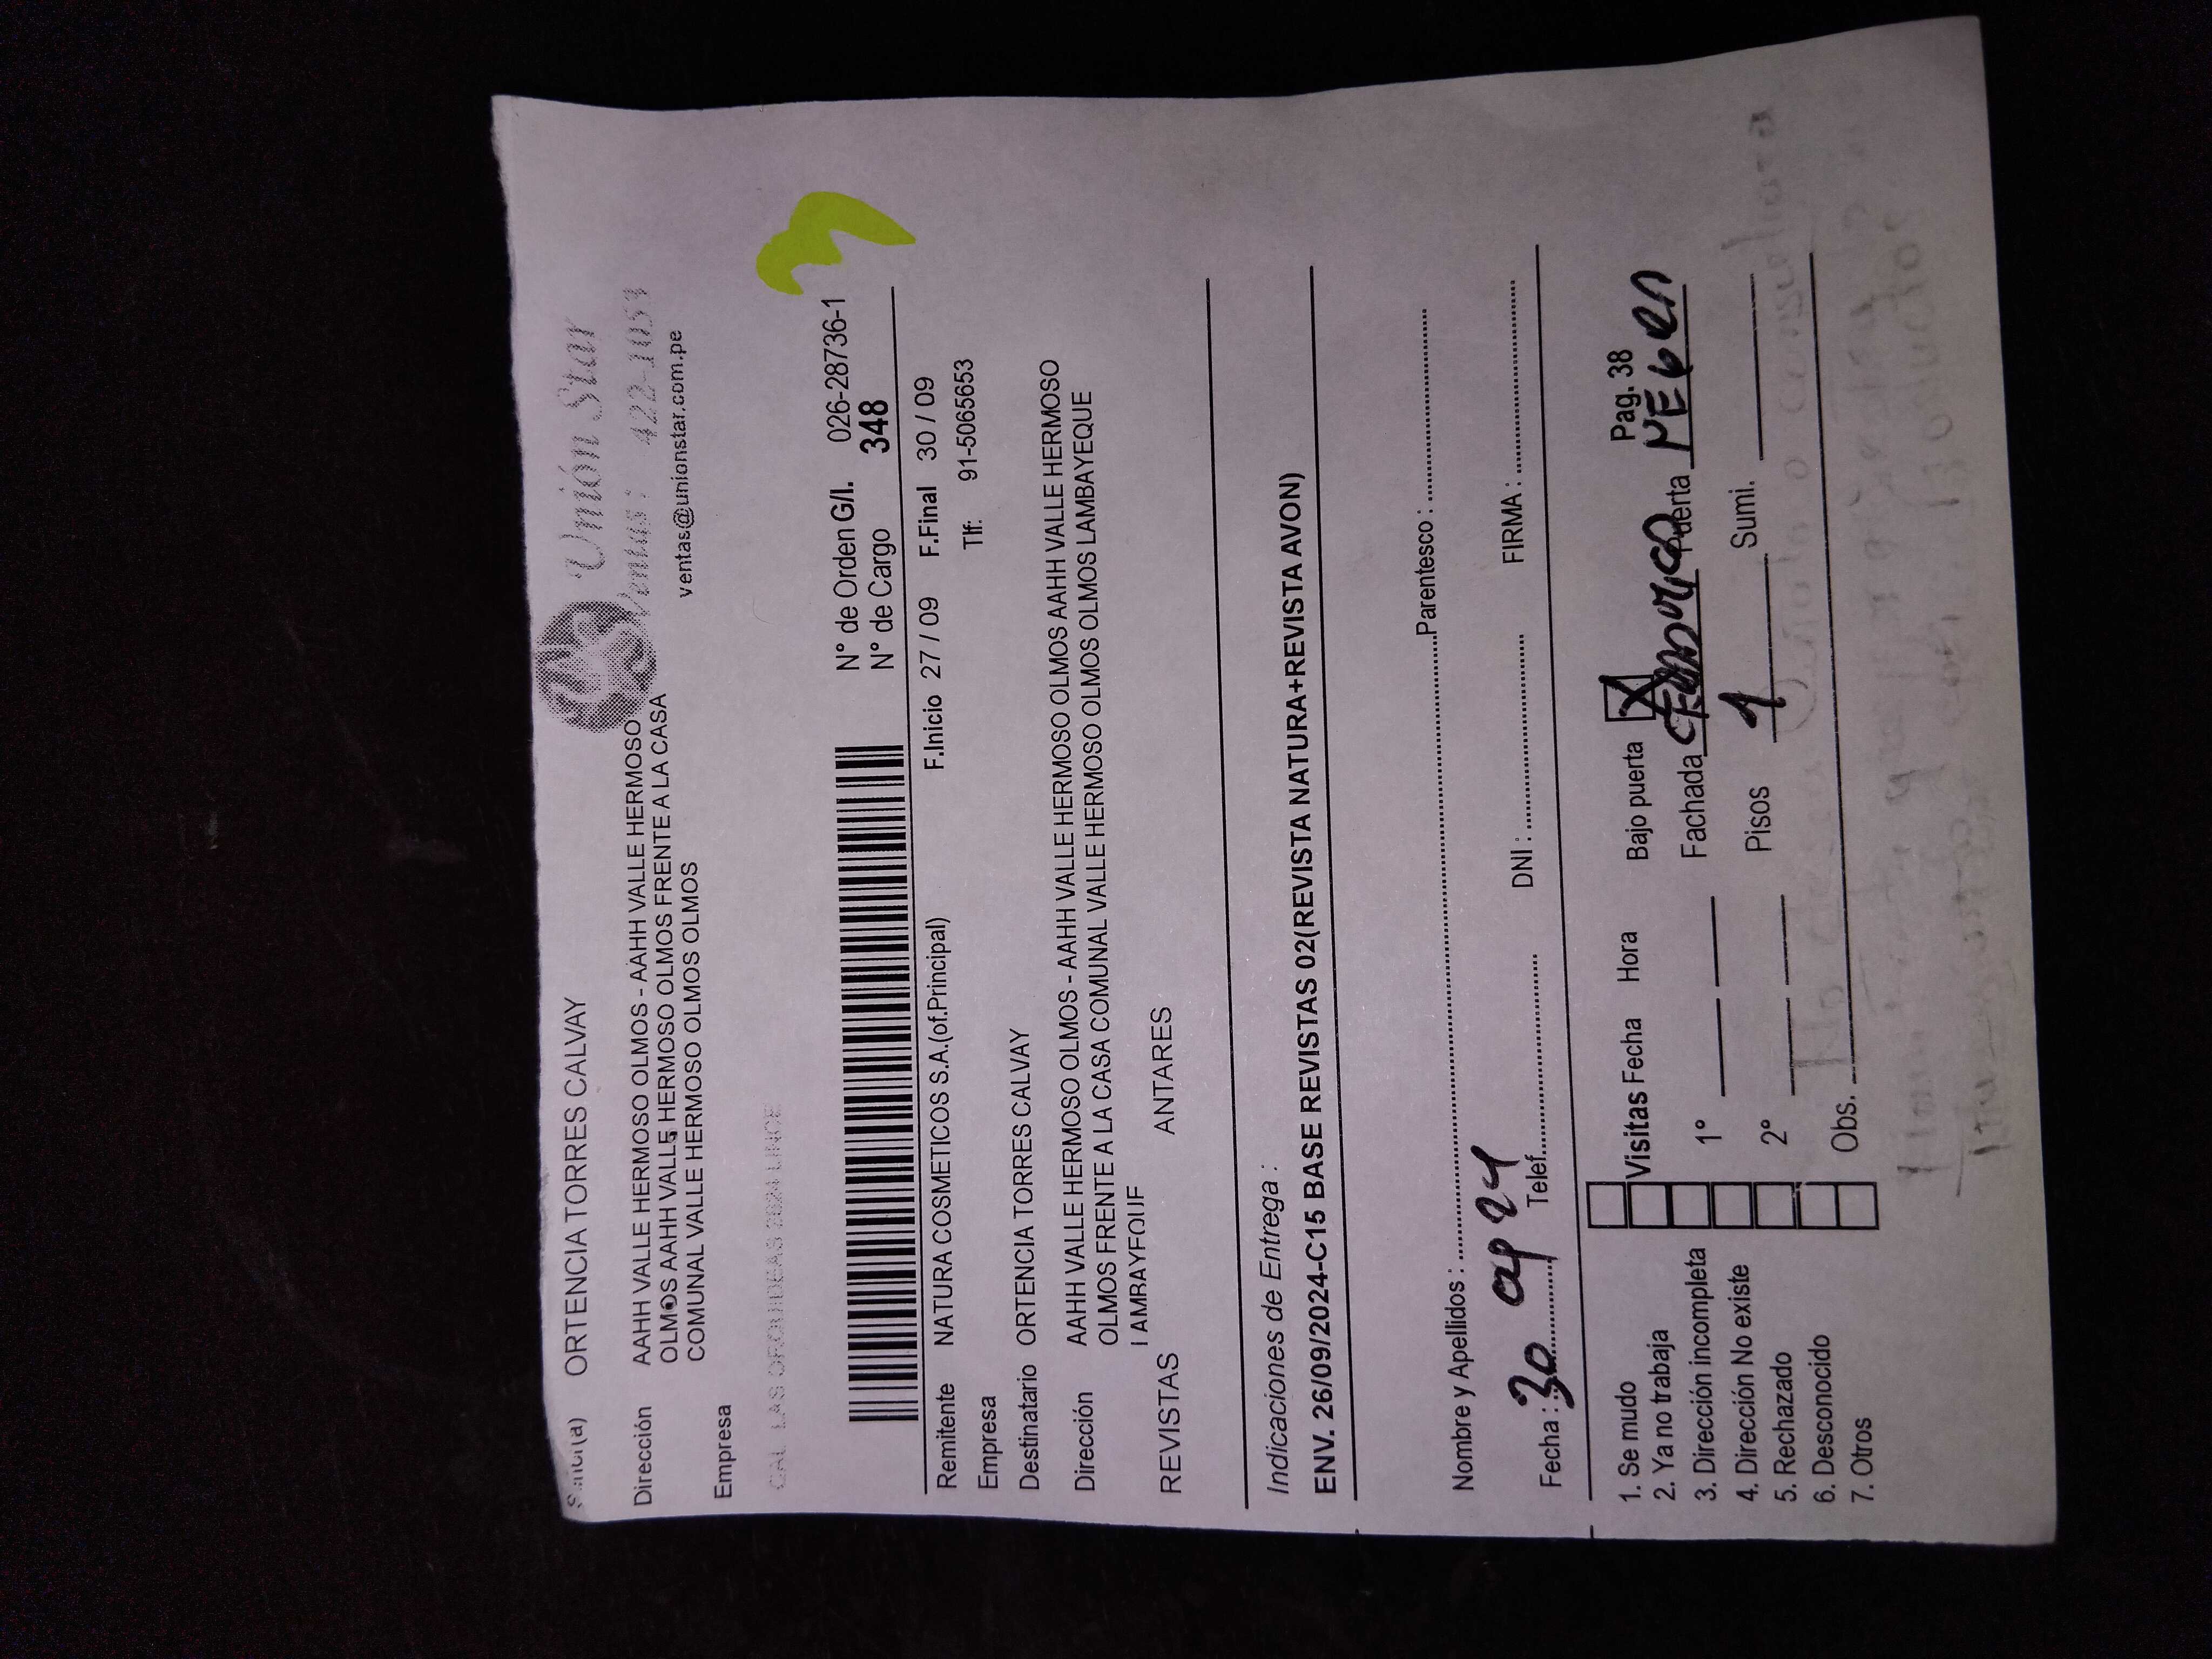 Señor(a) ORTENCIA TORRES CALVAY
Unión Star
Ventas: 422-1053
ventas@unionstar.com.pe
Dirección AAHH VALLE HERMOSO OLMOS - AAHH VALLE HERMOSO
OLMOS AAHH VALLE HERMOSO OLMOS FRENTE A LA CASA
COMUNAL VALLE HERMOSO OLMOS OLMOS
Empresa
CAL. LAS ORQUIDEAS 2624 LINCE
N° de Orden G/I. 026-28736-1
N° de Cargo 348
F.Inicio 27 / 09 F.Final 30 / 09
Remitente NATURA COSMETICOS S.A.(of.Principal)
Tlf: 91-5065653
Empresa
Destinatario ORTENCIA TORRES CALVAY
Dirección AAHH VALLE HERMOSO OLMOS - AAHH VALLE HERMOSO OLMOS AAHH VALLE HERMOSO
OLMOS FRENTE A LA CASA COMUNAL VALLE HERMOSO OLMOS OLMOS LAMBAYEQUE
LAMBAYEQUE
REVISTAS ANTARES
Indicaciones de Entrega :
ENV. 26/09/2024-C15 BASE REVISTAS 02(REVISTA NATURA+REVISTA AVON)
Nombre y Apellidos : Parentesco :
Fecha : 30 09 24 Telef. DNI : FIRMA :
1. Se mudo
2. Ya no trabaja
3. Dirección incompleta
4. Dirección No existe
5. Rechazado
6. Desconocido
7. Otros
Visitas Fecha Hora
1°
2°
Obs.
Bajo puerta X Pag. 38
Fachada Puerta
Pisos 1 Sumi.